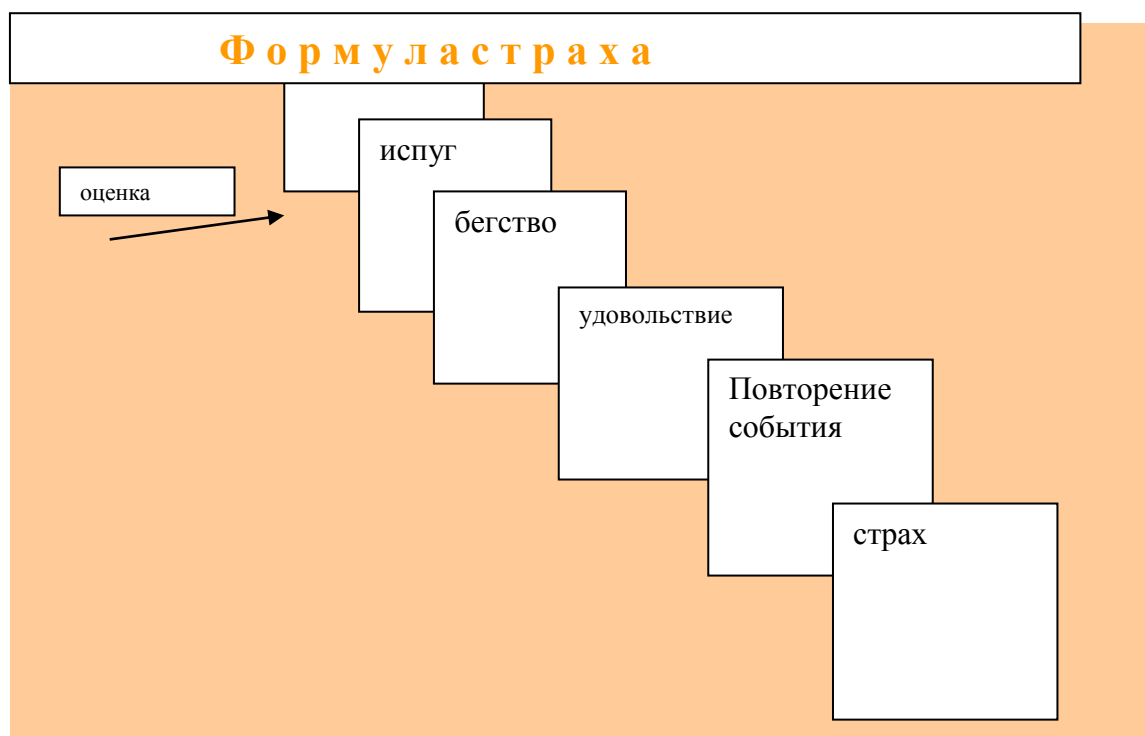 Ф о р м у л а с т р а х а
испуг
оценка
бегство
удовольствие
Повторение
события
страх